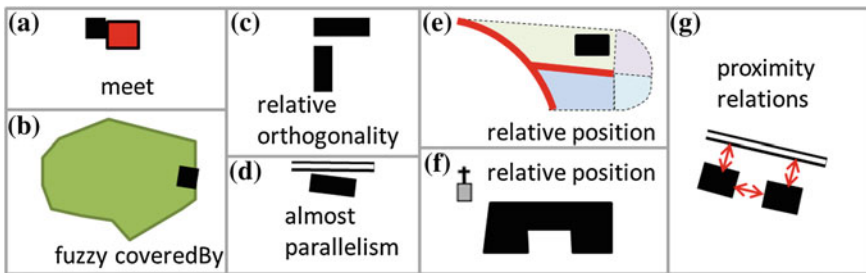 (a)
meet
(b)
fuzzy coveredBy
(c)
relative
orthogonality
(d)
almost
parallelism
(e)
relative position
(f)
relative position
(g)
proximity
relations